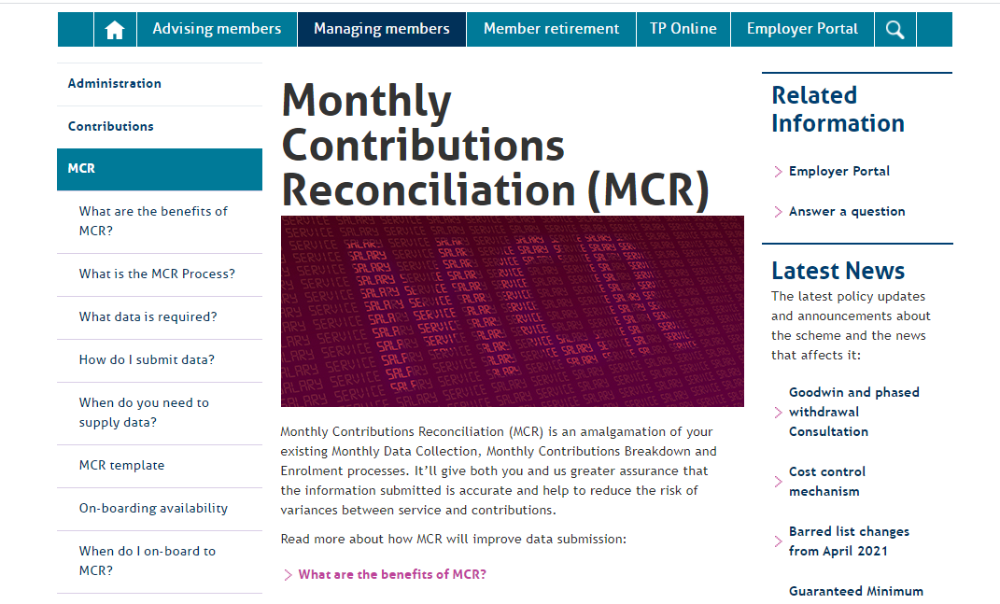 Advising members
Managing members
Member retirement
TP Online
Employer Portal
Administration
Contributions
MCR
What are the benefits of
MCR?
What is the MCR Process?
What data is required?
How do I submit data?
When do you need to
supply data?
MCR template
On-boarding availability
When do I on-board to
MCR?
Monthly
Contributions
Reconciliation (MCR)
Monthly Contributions Reconciliation (MCR) is an amalgamation of your
existing Monthly Data Collection, Monthly Contributions Breakdown and
Enrolment processes. It’ll give both you and us greater assurance that
the information submitted is accurate and help to reduce the risk of
variances between service and contributions.
Read more about how MCR will improve data submission:
What are the benefits of MCR?
Related
Information
Employer Portal
Answer a question
Latest News
The latest policy updates
and announcements about
the scheme and the news
that affects it:
Goodwin and phased
withdrawal
Consultation
Cost control
mechanism
Barred list changes
from April 2021
Guaranteed Minimum